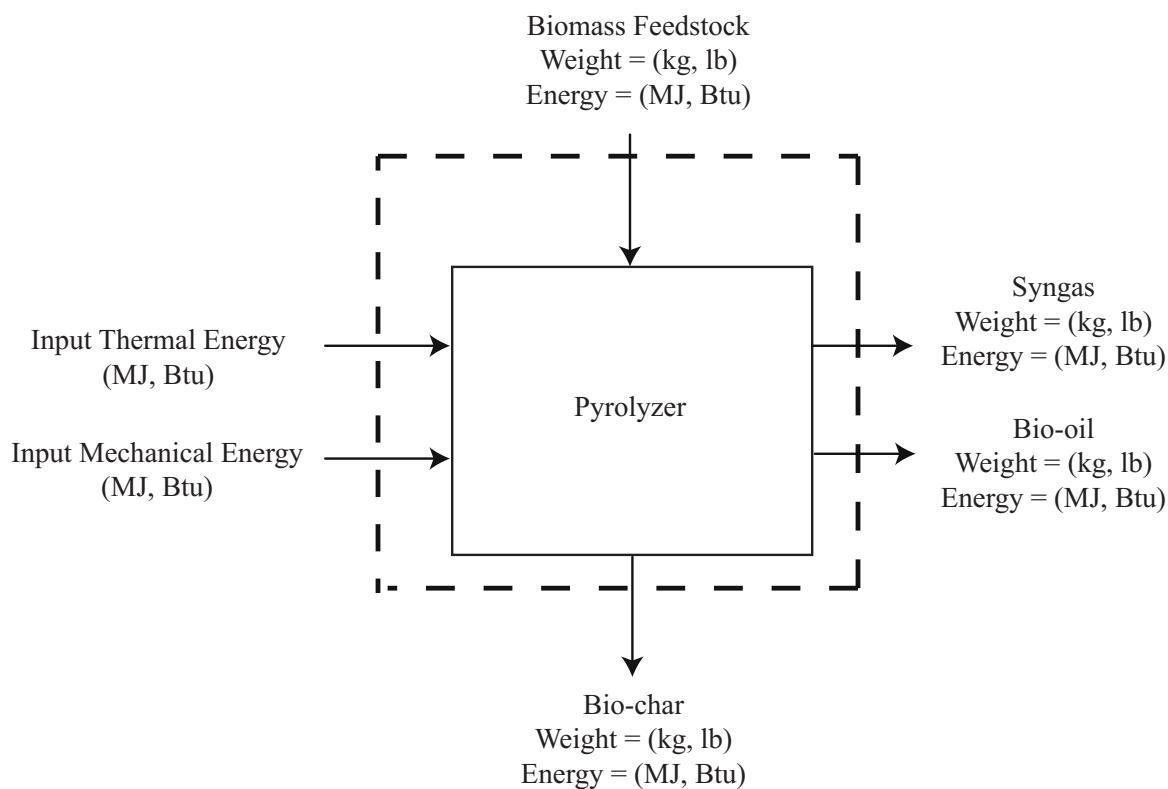 Biomass Feedstock
Weight = (kg, lb)
Energy = (MJ, Btu)
Input Thermal Energy
(MJ, Btu)
Input Mechanical Energy
(MJ, Btu)
Pyrolyzer
Syngas
Weight = (kg, lb)
Energy = (MJ, Btu)
Bio-oil
Weight = (kg, lb)
Energy = (MJ, Btu)
Bio-char
Weight = (kg, lb)
Energy = (MJ, Btu)